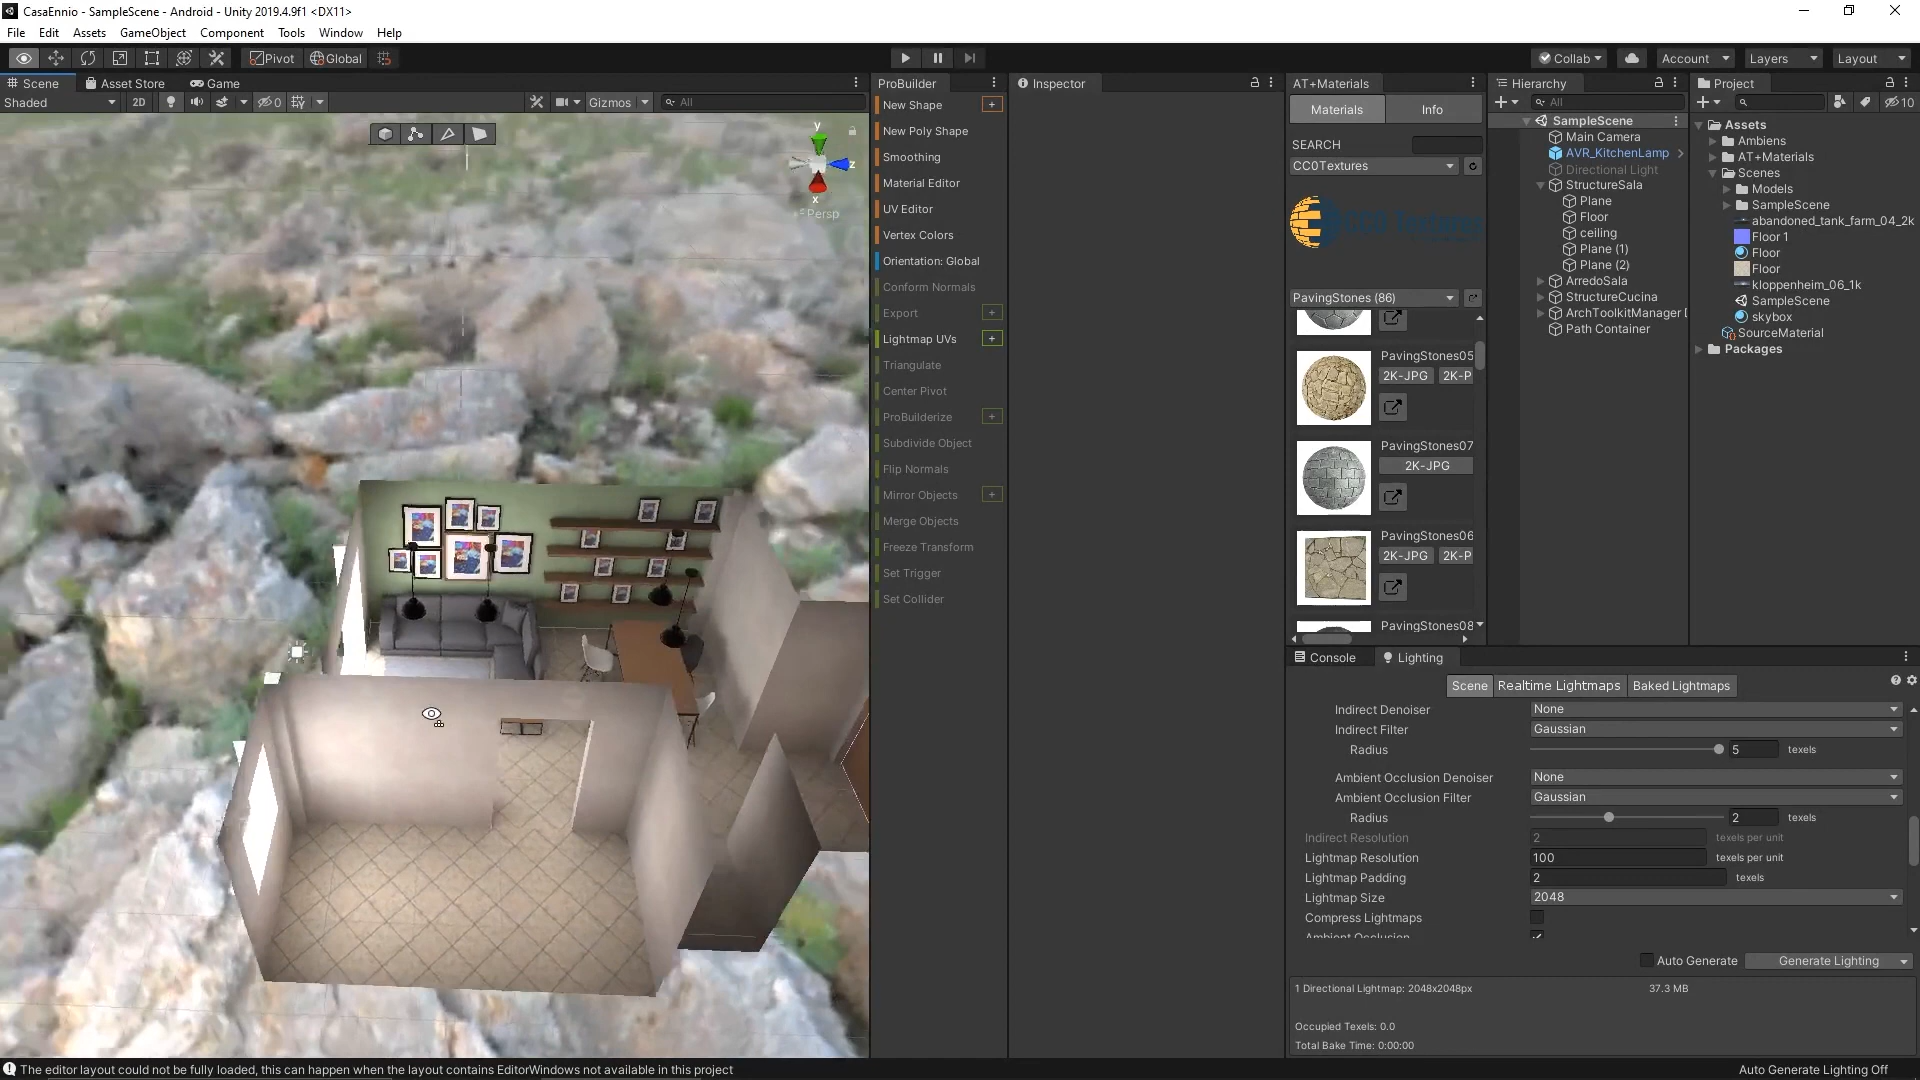 CasaEnnio - SampleScene - Android - Unity 2019.4.9f1 <DX11>
File Edit Assets GameObject Component Tools Window Help
Pivot Global
Collab Account Layers Layout
Scene Asset Store Game
Shaded 2D 0 Gizmos All
y
z
x
Persp
ProBuilder
New Shape +
New Poly Shape
Smoothing
Material Editor
UV Editor
Vertex Colors
Orientation: Global
Conform Normals
Export +
Lightmap UVs +
Triangulate
Center Pivot
ProBuilderize +
Subdivide Object
Flip Normals
Mirror Objects +
Merge Objects
Freeze Transform
Set Trigger
Set Collider
Inspector
AT+Materials
Materials Info
SEARCH
CC0Textures
CC0 Textures
PavingStones (86)
PavingStones05
2K-JPG 2K-P
PavingStones07
2K-JPG
PavingStones06
2K-JPG 2K-P
PavingStones08
Hierarchy
All
SampleScene
Main Camera
AVR_KitchenLamp
Directional Light
StructureSala
Plane
Floor
ceiling
Plane (1)
Plane (2)
ArredoSala
StructureCucina
ArchToolkitManager [
Path Container
Project
10
Assets
Ambiens
AT+Materials
Scenes
Models
SampleScene
abandoned_tank_farm_04_2k
Floor 1
Floor
Floor
kloppenheim_06_1k
SampleScene
skybox
SourceMaterial
Packages
Console Lighting
Scene Realtime Lightmaps Baked Lightmaps
Indirect Denoiser None
Indirect Filter Gaussian
Radius 5 texels
Ambient Occlusion Denoiser None
Ambient Occlusion Filter Gaussian
Radius 2 texels
Indirect Resolution 2 texels per unit
Lightmap Resolution 100 texels per unit
Lightmap Padding 2 texels
Lightmap Size 2048
Compress Lightmaps
Ambient Occlusion
Auto Generate Generate Lighting
1 Directional Lightmap: 2048x2048px 37.3 MB
Occupied Texels: 0.0
Total Bake Time: 0:00:00
The editor layout could not be fully loaded, this can happen when the layout contains EditorWindows not available in this project
Auto Generate Lighting Off